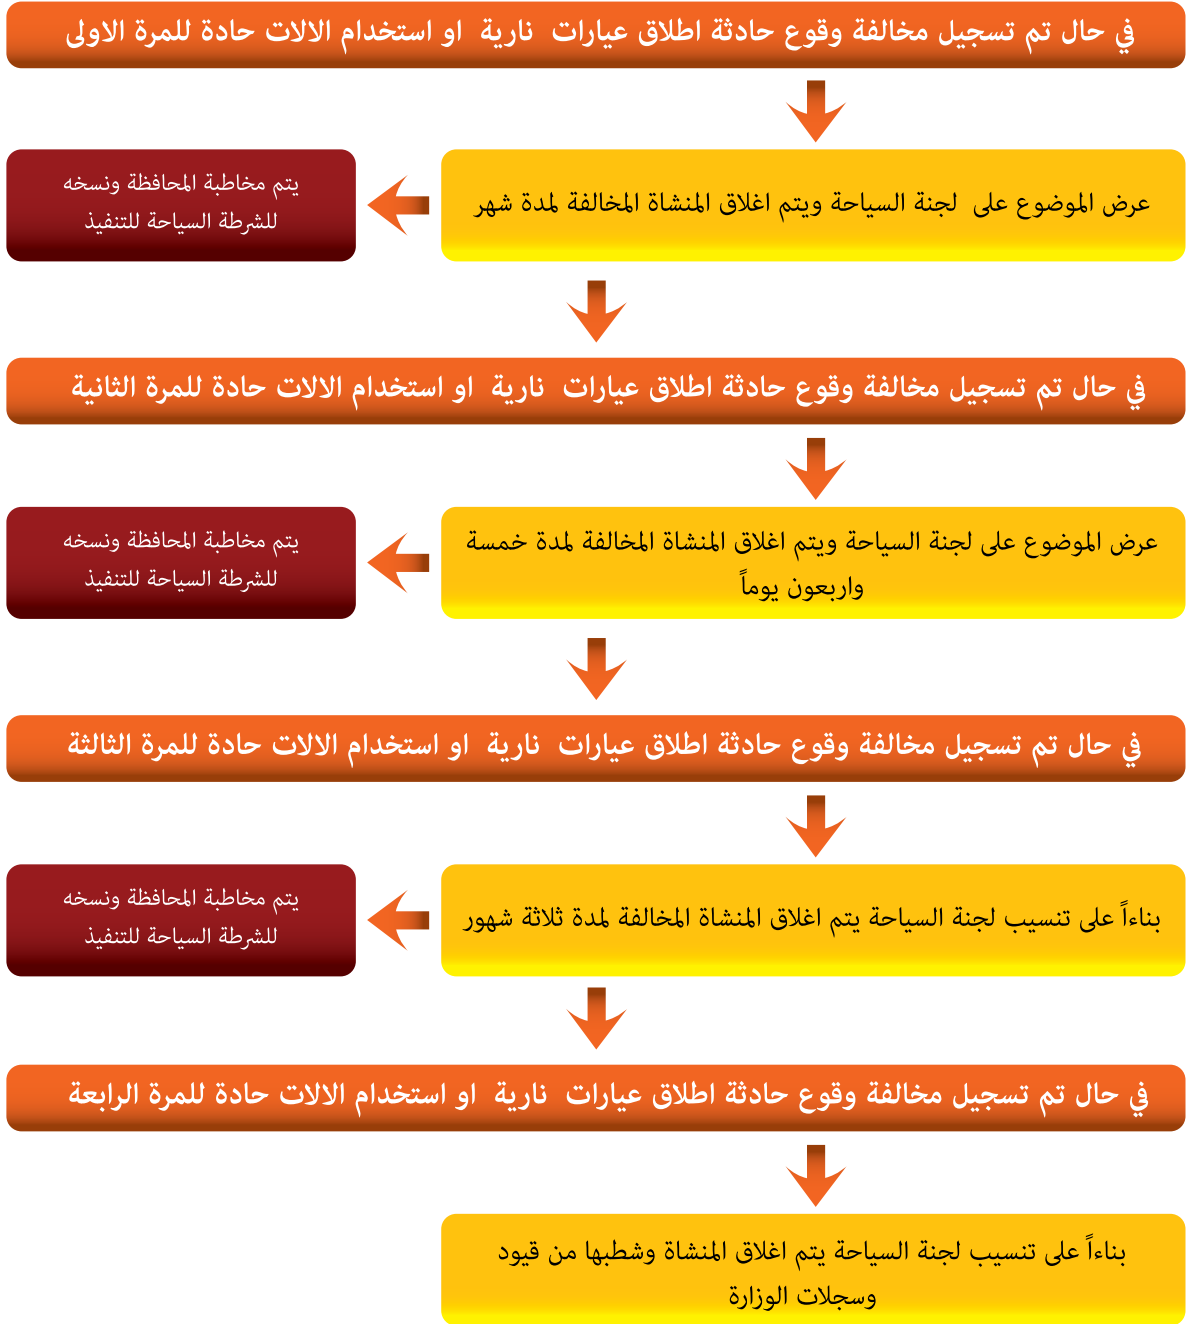 في حال تم تسجيل مخالفة وقوع حادثة اطلاق عيارات نارية او استخدام الالات حادة للمرة الاولى
عرض الموضوع على لجنة السياحة ويتم اغلاق المنشاة المخالفة لمدة شهر
يتم مخاطبة المحافظة ونسخه
للشرطة السياحة للتنفيذ
في حال تم تسجيل مخالفة وقوع حادثة اطلاق عيارات نارية او استخدام الالات حادة للمرة الثانية
عرض الموضوع على لجنة السياحة ويتم اغلاق المنشاة المخالفة لمدة خمسة
واربعون يوماً
يتم مخاطبة المحافظة ونسخه
للشرطة السياحة للتنفيذ
في حال تم تسجيل مخالفة وقوع حادثة اطلاق عيارات نارية او استخدام الالات حادة للمرة الثالثة
بناءاً على تنسيب لجنة السياحة يتم اغلاق المنشاة المخالفة لمدة ثلاثة شهور
يتم مخاطبة المحافظة ونسخه
للشرطة السياحة للتنفيذ
في حال تم تسجيل مخالفة وقوع حادثة اطلاق عيارات نارية او استخدام الالات حادة للمرة الرابعة
بناءاً على تنسيب لجنة السياحة يتم اغلاق المنشاة وشطبها من قيود
وسجلات الوزارة